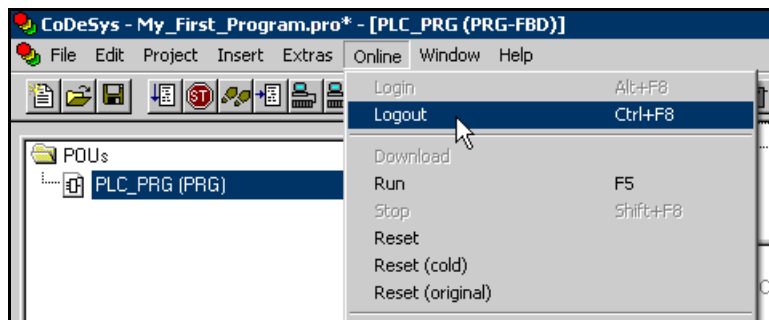 CoDeSys - My_First_Program.pro* - [PLC_PRG (PRG-FBD)]
File Edit Project Insert Extras Online Window Help
ST
Login Alt+F8
Logout Ctrl+F8
POUs
Download
PLC_PRG (PRG)
Run F5
Stop Shift+F8
Reset
Reset (cold)
Reset (original)